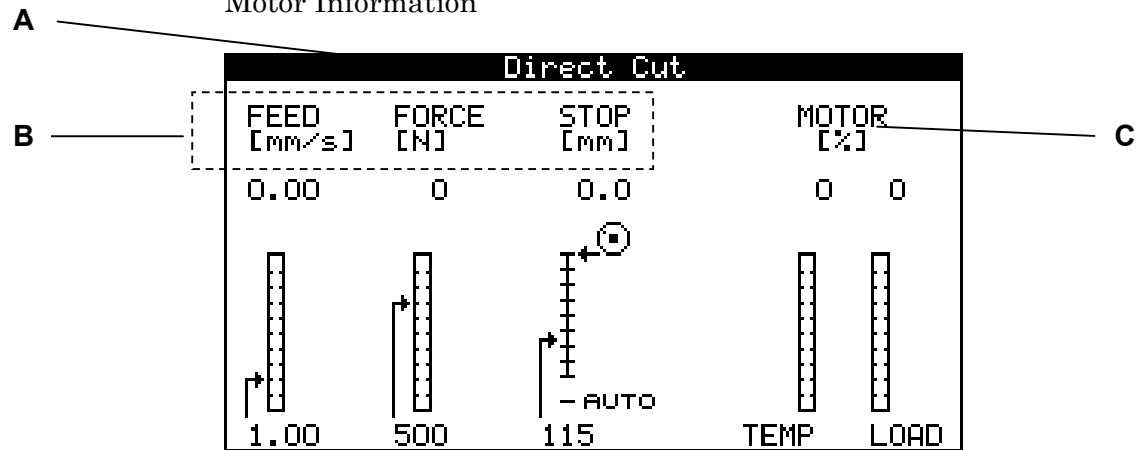 Motor Information
A
Direct Cut
FEED FORCE STOP MOTOR
B [mm/s] [N] [mm] [%] C
0.00 0 0.0 0 0
AUTO
1.00 500 115 TEMP LOAD